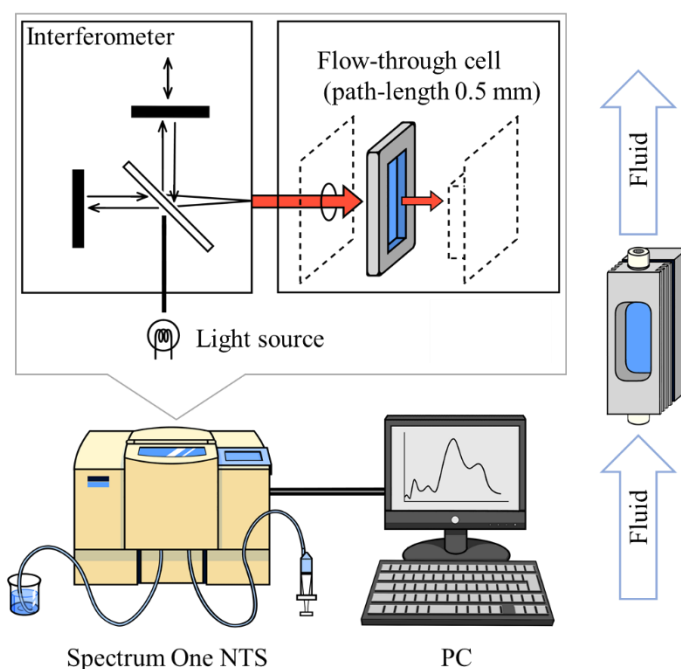 Interferometer
Flow-through cell
(path-length 0.5 mm)
Light source
Fluid
Fluid
Spectrum One NTS
PC